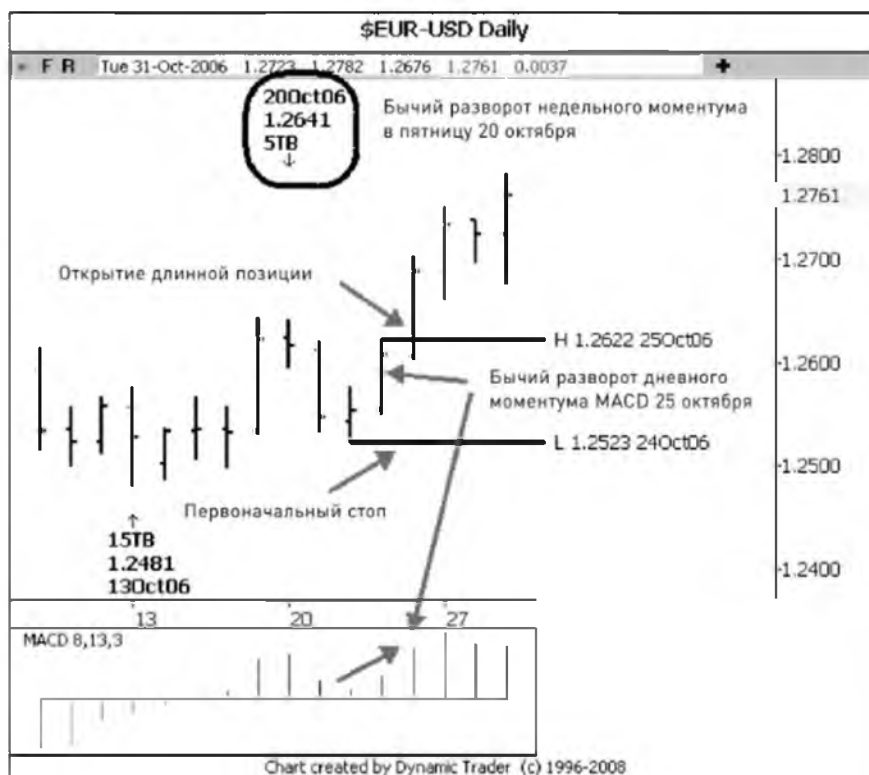 $EUR-USD Daily
F R Tue 31-Oct-2006 1.2723 1.2782 1.2676 1.2761 0.0037 +
20Oct06
1.2641
5TB
Бычий разворот недельного моментума
в пятницу 20 октября
1.2800
1.2761
Открытие длинной позиции
1.2700
H 1.2622 25Oct06
1.2600
Бычий разворот дневного
моментума MACD 25 октября
L 1.2523 24Oct06
1.2500
Первоначальный стоп
15TB
1.2481
13Oct06
1.2400
13 20 27
MACD 8,13,3
Chart created by Dynamic Trader (c) 1996-2008